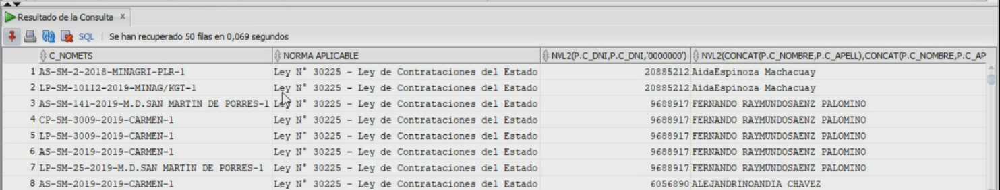 Resultado de la Consulta x
SQL | Se han recuperado 50 filas en 0,069 segundos
C_NOMETS NORMA APLICABLE NVL2(P.C_DNI,P.C_DNI,'0000000') NVL2(CONCAT(P.C_NOMBRE,P.C_APELL),CONCAT(P.C_NOMBRE,P.C_AP
1 AS-SM-2-2018-MINAGRI-PLR-1 Ley N° 30225 - Ley de Contrataciones del Estado 20885212 AidaEspinoza Machacuay
2 LP-SM-10112-2019-MINAG/KGT-1 Ley N° 30225 - Ley de Contrataciones del Estado 20885212 AidaEspinoza Machacuay
3 AS-SM-141-2019-M.D.SAN MARTIN DE PORRES-1 Ley N° 30225 - Ley de Contrataciones del Estado 9688917 FERNANDO RAYMUNDOSAENZ PALOMINO
4 CP-SM-3009-2019-CARMEN-1 Ley N° 30225 - Ley de Contrataciones del Estado 9688917 FERNANDO RAYMUNDOSAENZ PALOMINO
5 LP-SM-3009-2019-CARMEN-1 Ley N° 30225 - Ley de Contrataciones del Estado 9688917 FERNANDO RAYMUNDOSAENZ PALOMINO
6 AS-SM-2019-2019-CARMEN-1 Ley N° 30225 - Ley de Contrataciones del Estado 9688917 FERNANDO RAYMUNDOSAENZ PALOMINO
7 LP-SM-25-2019-M.D.SAN MARTIN DE PORRES-1 Ley N° 30225 - Ley de Contrataciones del Estado 9688917 FERNANDO RAYMUNDOSAENZ PALOMINO
8 AS-SM-2019-2019-CARMEN-1 Ley N° 30225 - Ley de Contrataciones del Estado 6056890 ALEJANDRINOANDIA CHAVEZ